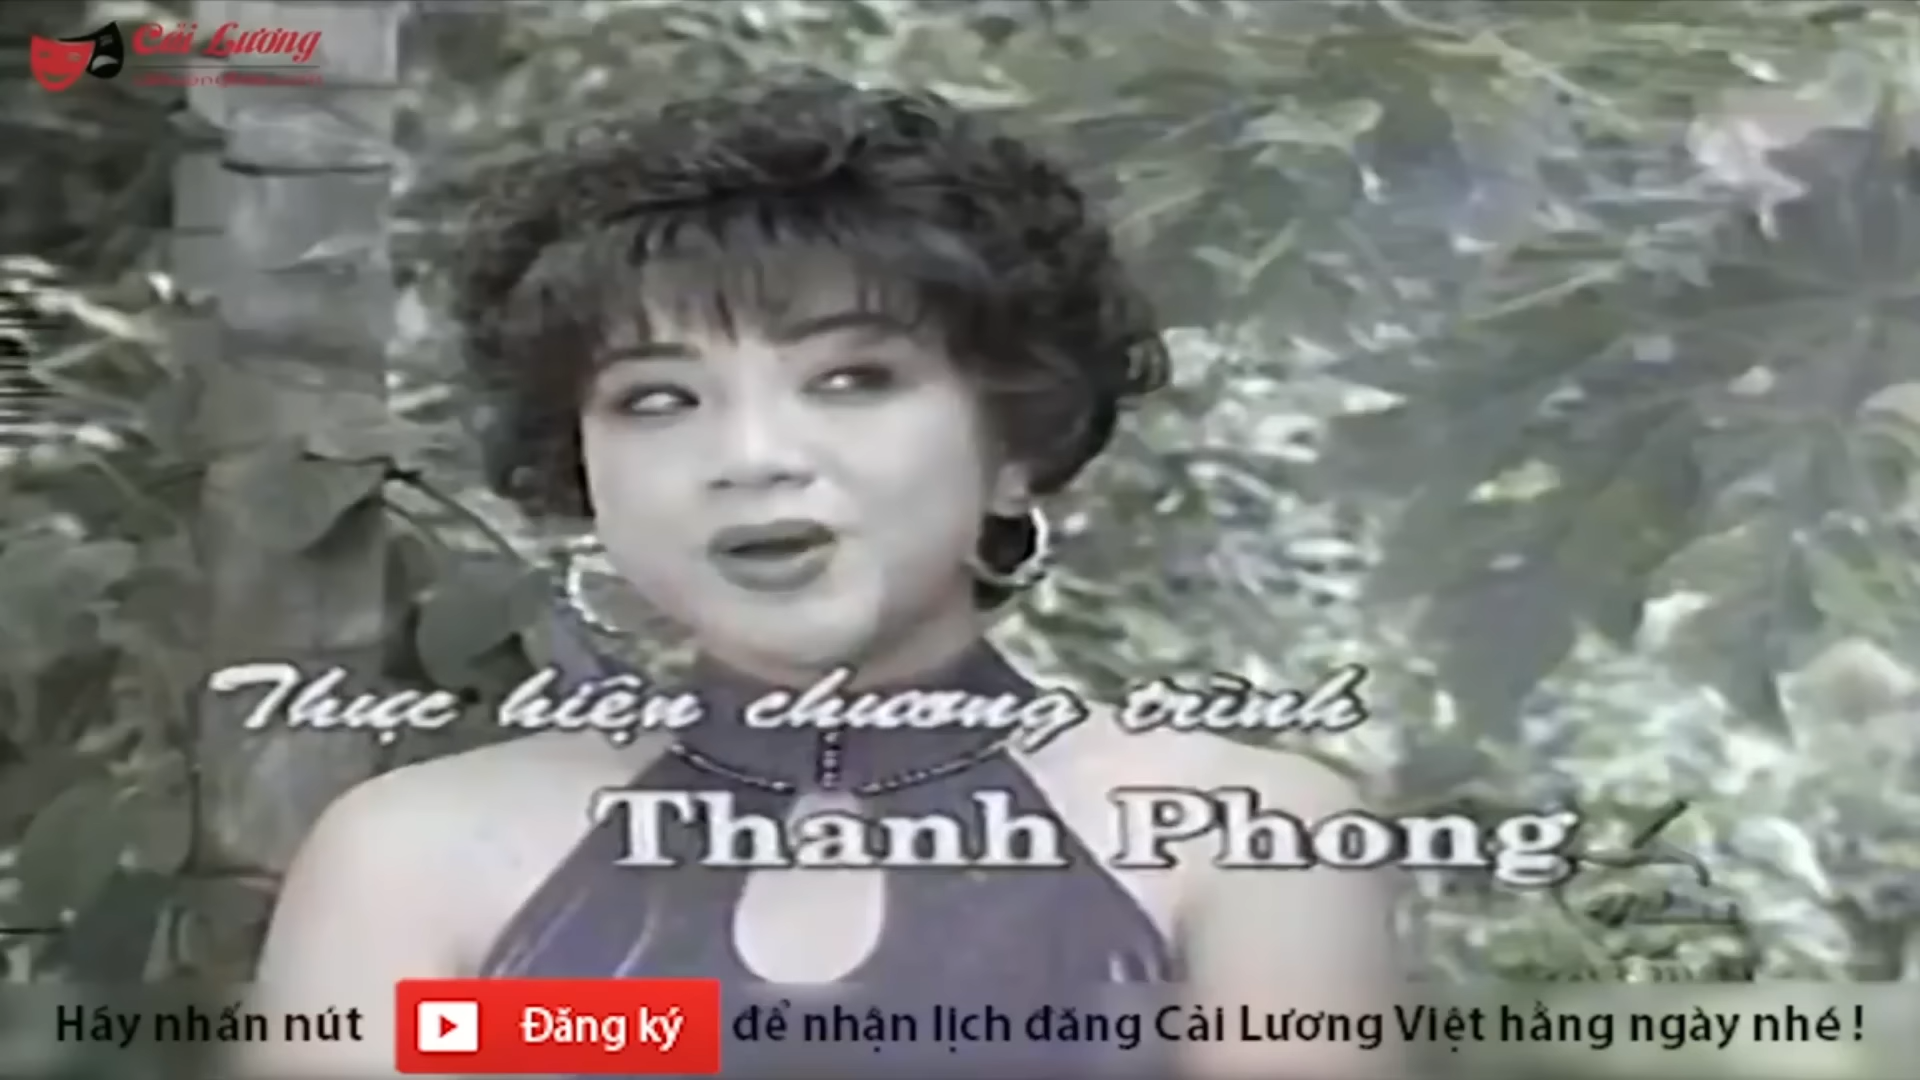 Cải Lương
Thực hiện chương trình
Thanh Phong
Hãy nhấn nút Đăng ký để nhận lịch đăng Cải Lương Việt hằng ngày nhé !